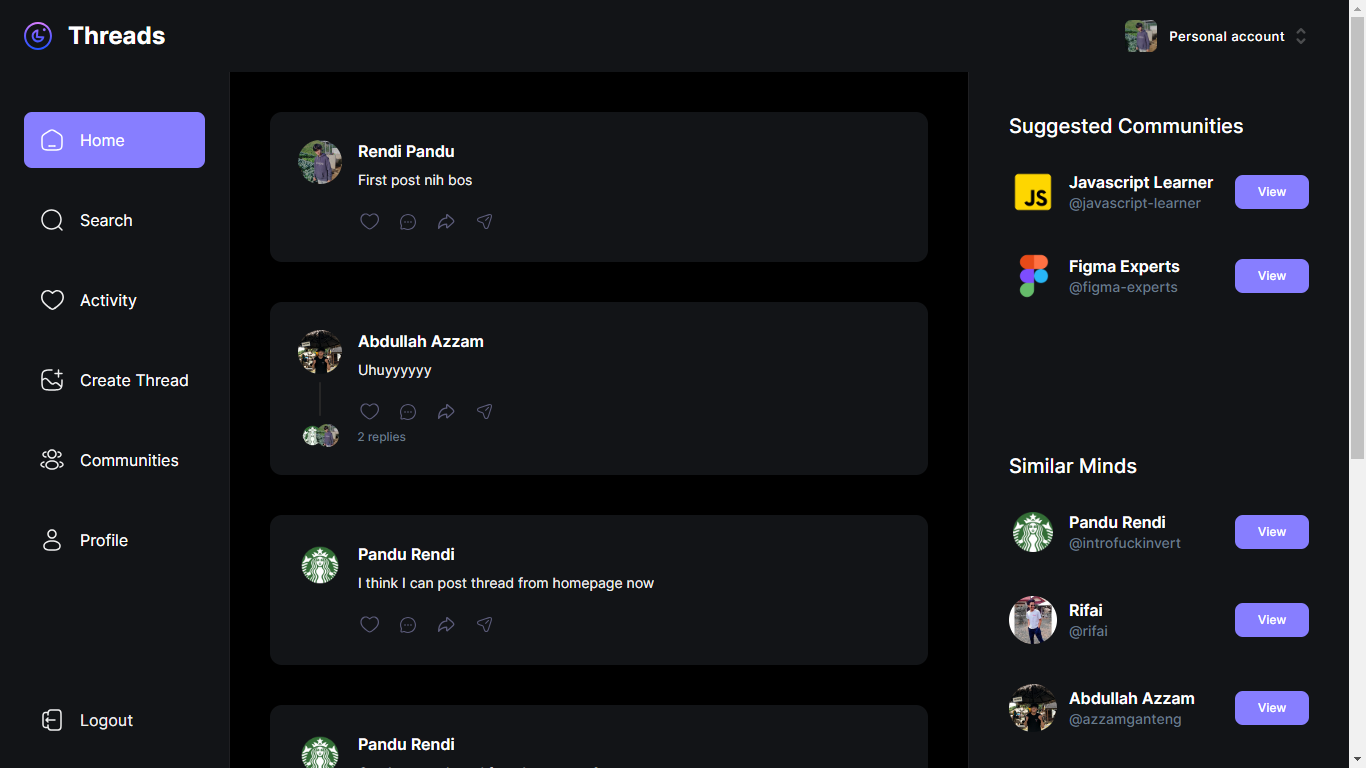 Threads
Personal account
Home
Search
Activity
Create Thread
Communities
Profile
Logout
Rendi Pandu
First post nih bos
Abdullah Azzam
Uhuyyyyyy
2 replies
Pandu Rendi
I think I can post thread from homepage now
Pandu Rendi
Suggested Communities
JS
Javascript Learner
@javascript-learner
View
Figma Experts
@figma-experts
View
Similar Minds
Pandu Rendi
@introfuckinvert
View
Rifai
@rifai
View
Abdullah Azzam
@azzamganteng
View